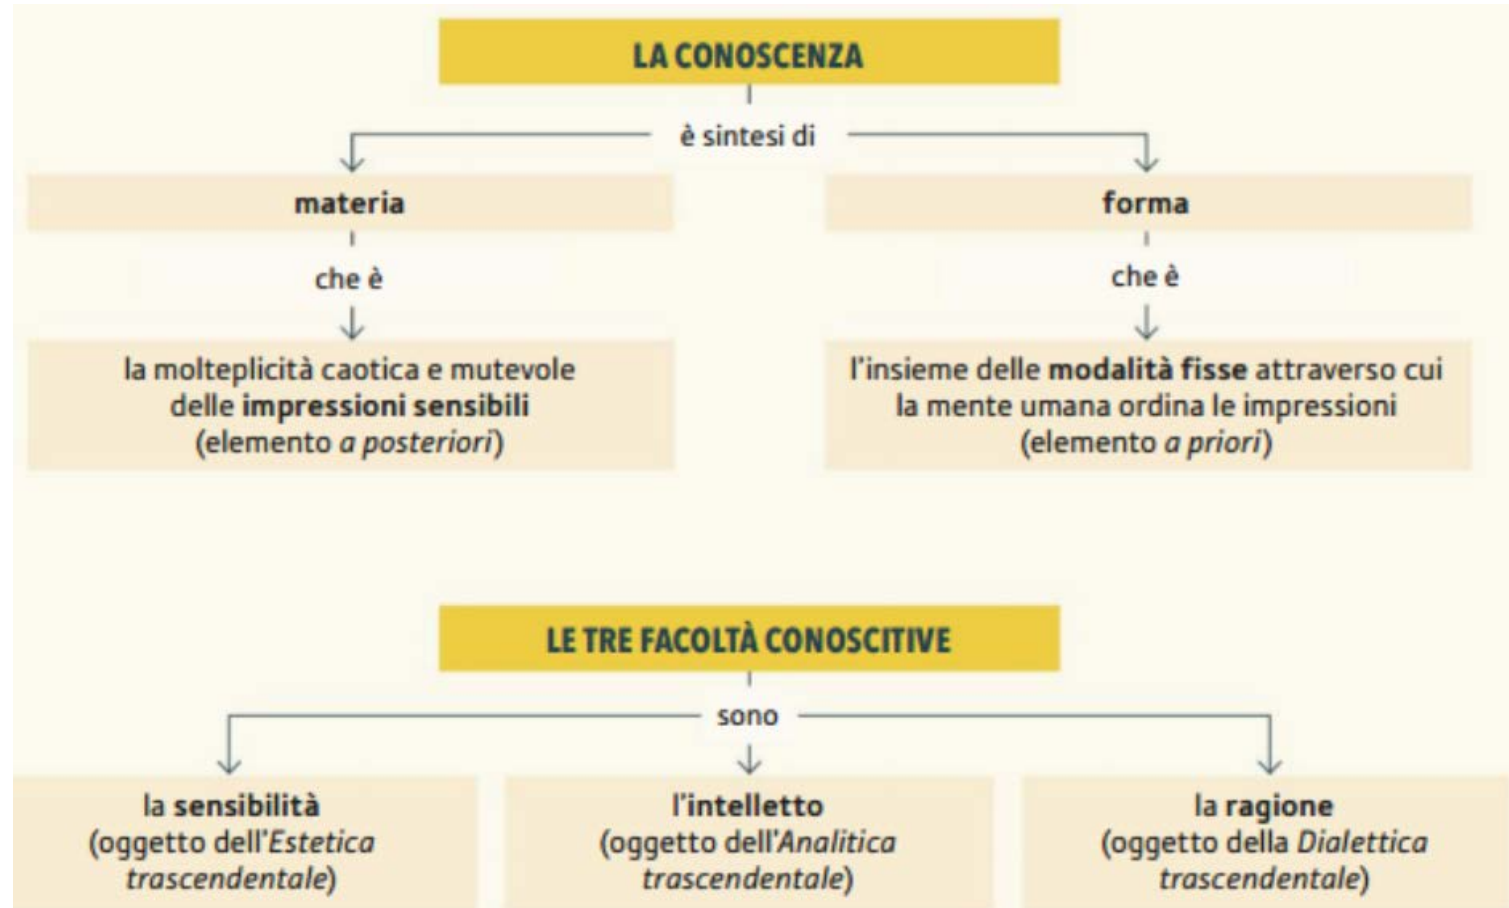 LA CONOSCENZA
è sintesi di
materia
forma
che è
che è
la molteplicità caotica e mutevole
delle impressioni sensibili
(elemento a posteriori)
l'insieme delle modalità fisse attraverso cui
la mente umana ordina le impressioni
(elemento a priori)
LE TRE FACOLTÀ CONOSCITIVE
sono
la sensibilità
(oggetto dell'Estetica
trascendentale)
l'intelletto
(oggetto dell'Analitica
trascendentale)
la ragione
(oggetto della Dialettica
trascendentale)